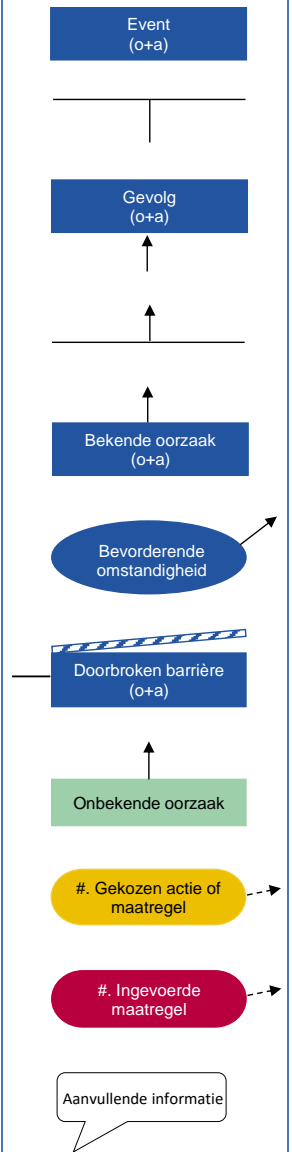 Event
(o+a)
Gevolg
(o+a)
Bekende oorzaak
(o+a)
Bevorderende
omstandigheid
Doorbroken barrière
(o+a)
Onbekende oorzaak
#. Gekozen actie of
maatregel
#. Ingevoerde
maatregel
Aanvullende informatie